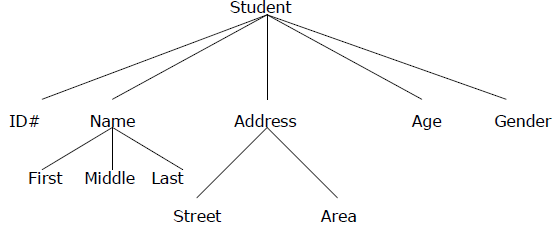 Student
ID# Name Address Age Gender
First Middle Last
Street Area